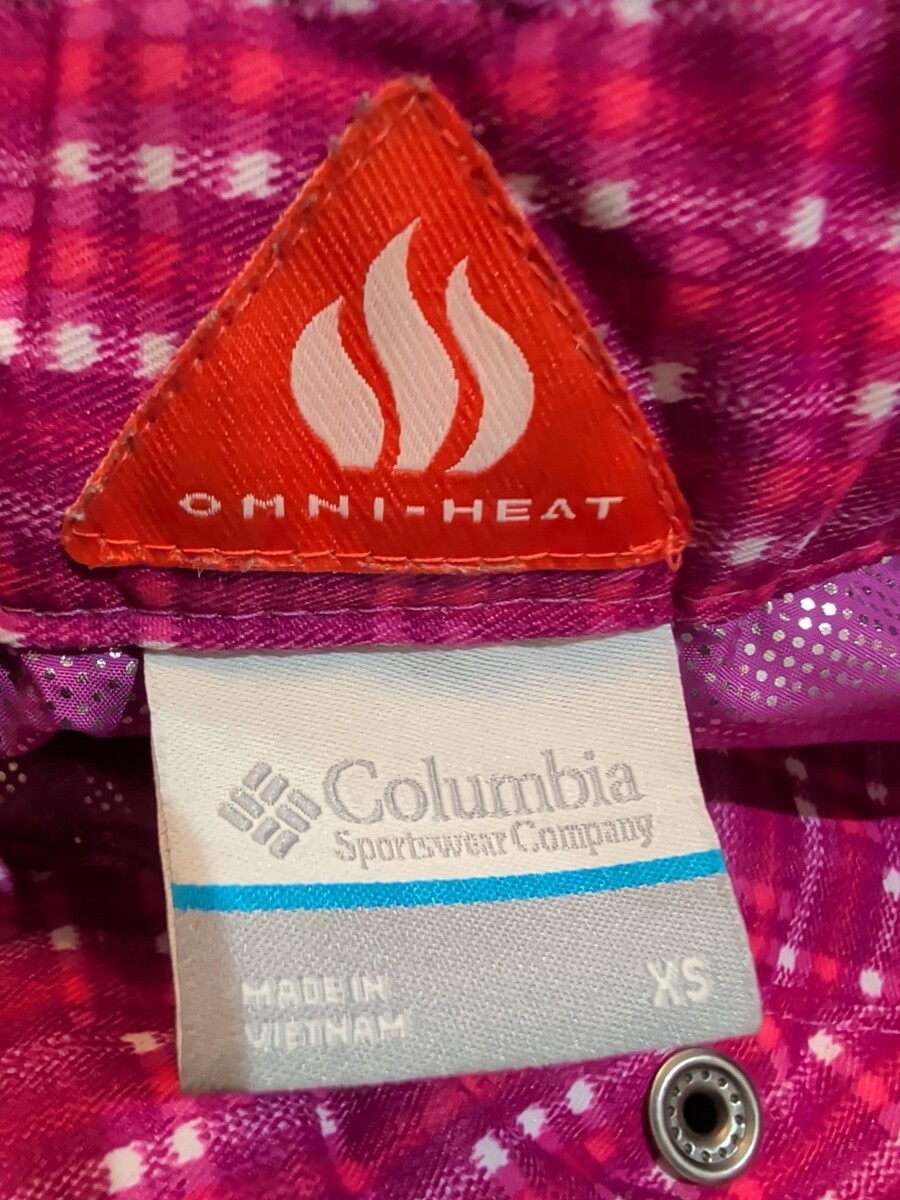 OMNI-HEAT
Columbia
Sportswear Company
MADE IN
VIETNAM
XS